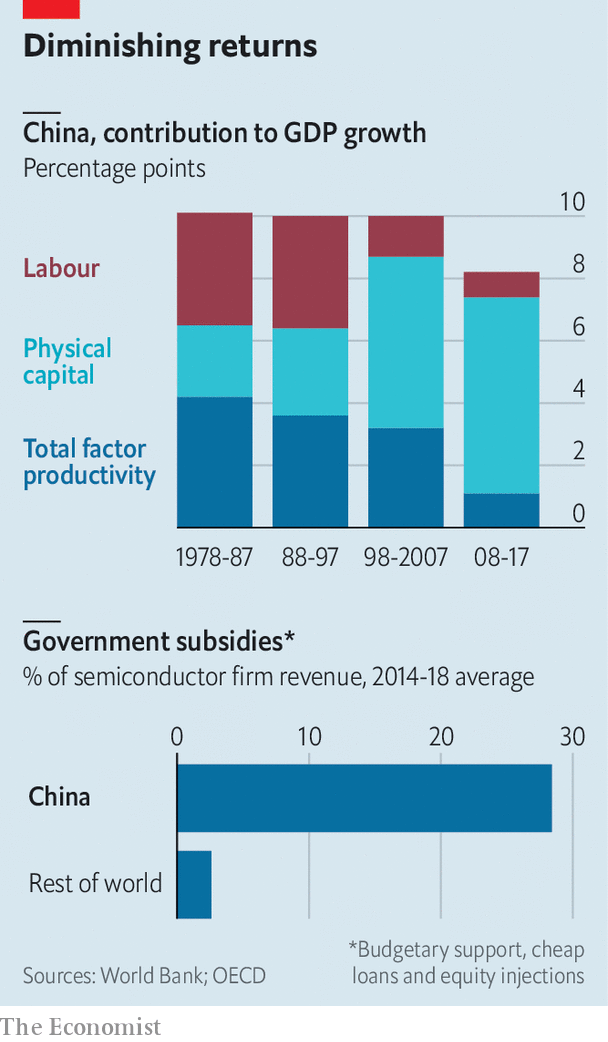 Diminishing returns
China, contribution to GDP growth
Percentage points
10
Labour
8
Physical
capital
6
4
Total factor
productivity
2
0
1978-87 88-97 98-2007 08-17
Government subsidies*
% of semiconductor firm revenue, 2014-18 average
0 10 20 30
China
Rest of world
*Budgetary support, cheap
loans and equity injections
Sources: World Bank; OECD
The Economist